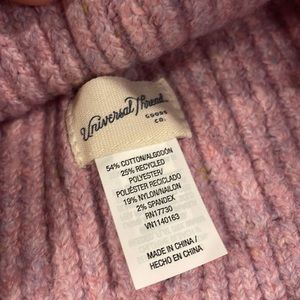 Universal Thread
GOODS
CO.
54% COTTON/ALGODÓN
25% RECYCLED
POLYESTER/
POLIÉSTER RECICLADO
19% NYLON/NAILON
2% SPANDEX
RN17730
VN1140163
MADE IN CHINA /
HECHO EN CHINA